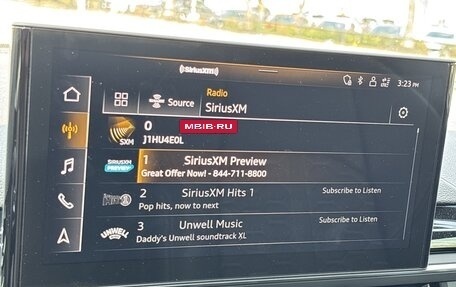 ((SiriusXM))
3:23 PM
Radio
Source
SiriusXM
0
MBIB·RU
SXM
J1HU4E0L
1 SiriusXM Preview
SIRIUSXM PREVIEW
Great Offer Now! - 844-711-8800
2 SiriusXM Hits 1 Subscribe to Listen
Pop hits, now to next
3 Unwell Music Subscribe to Listen
UNWELL
Daddy's Unwell soundtrack XL